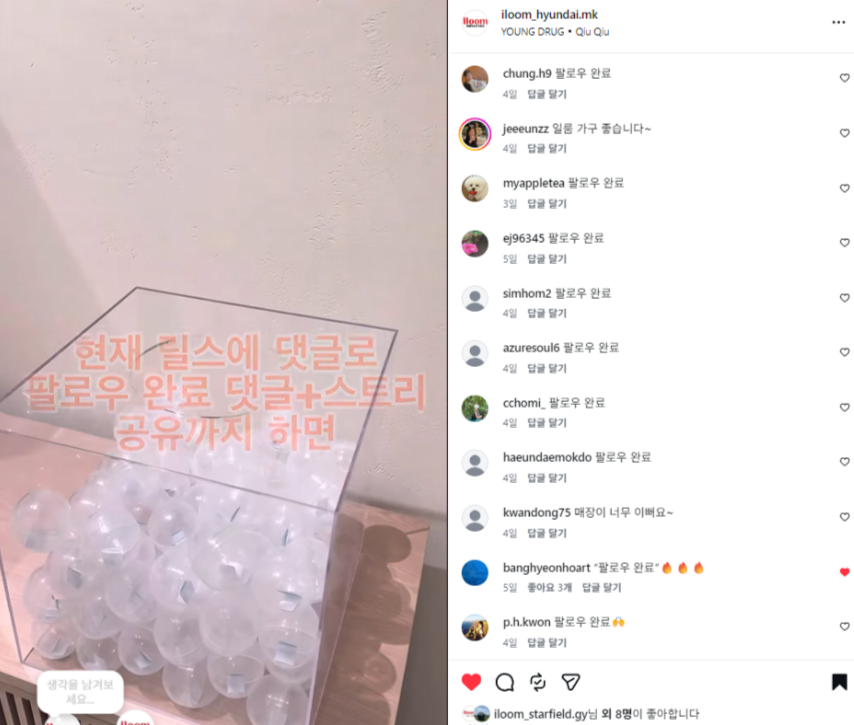 현재 릴스에 댓글로
팔로우 완료 댓글+스트리
공유까지 하면
생각을 남겨보
세요...
iloom
iloom_hyundai.mk
YOUNG DRUG • Qiu Qiu
chung.h9 팔로우 완료
4일 답글 달기
jeeeunzz 일룸 가구 좋습니다~
4일 답글 달기
myappletea 팔로우 완료
3일 답글 달기
ej96345 팔로우 완료
5일 답글 달기
simhom2 팔로우 완료
4일 답글 달기
azuresoul6 팔로우 완료
4일 답글 달기
cchomi_ 팔로우 완료
4일 답글 달기
haeundaemokdo 팔로우 완료
4일 답글 달기
kwandong75 매장이 너무 이뻐요~
4일 답글 달기
banghyeonhoart “팔로우 완료”🔥🔥🔥
5일 좋아요 3개 답글 달기
p.h.kwon 팔로우 완료🙌
4일 답글 달기
iloom_starfield.gy님 외 8명이 좋아합니다